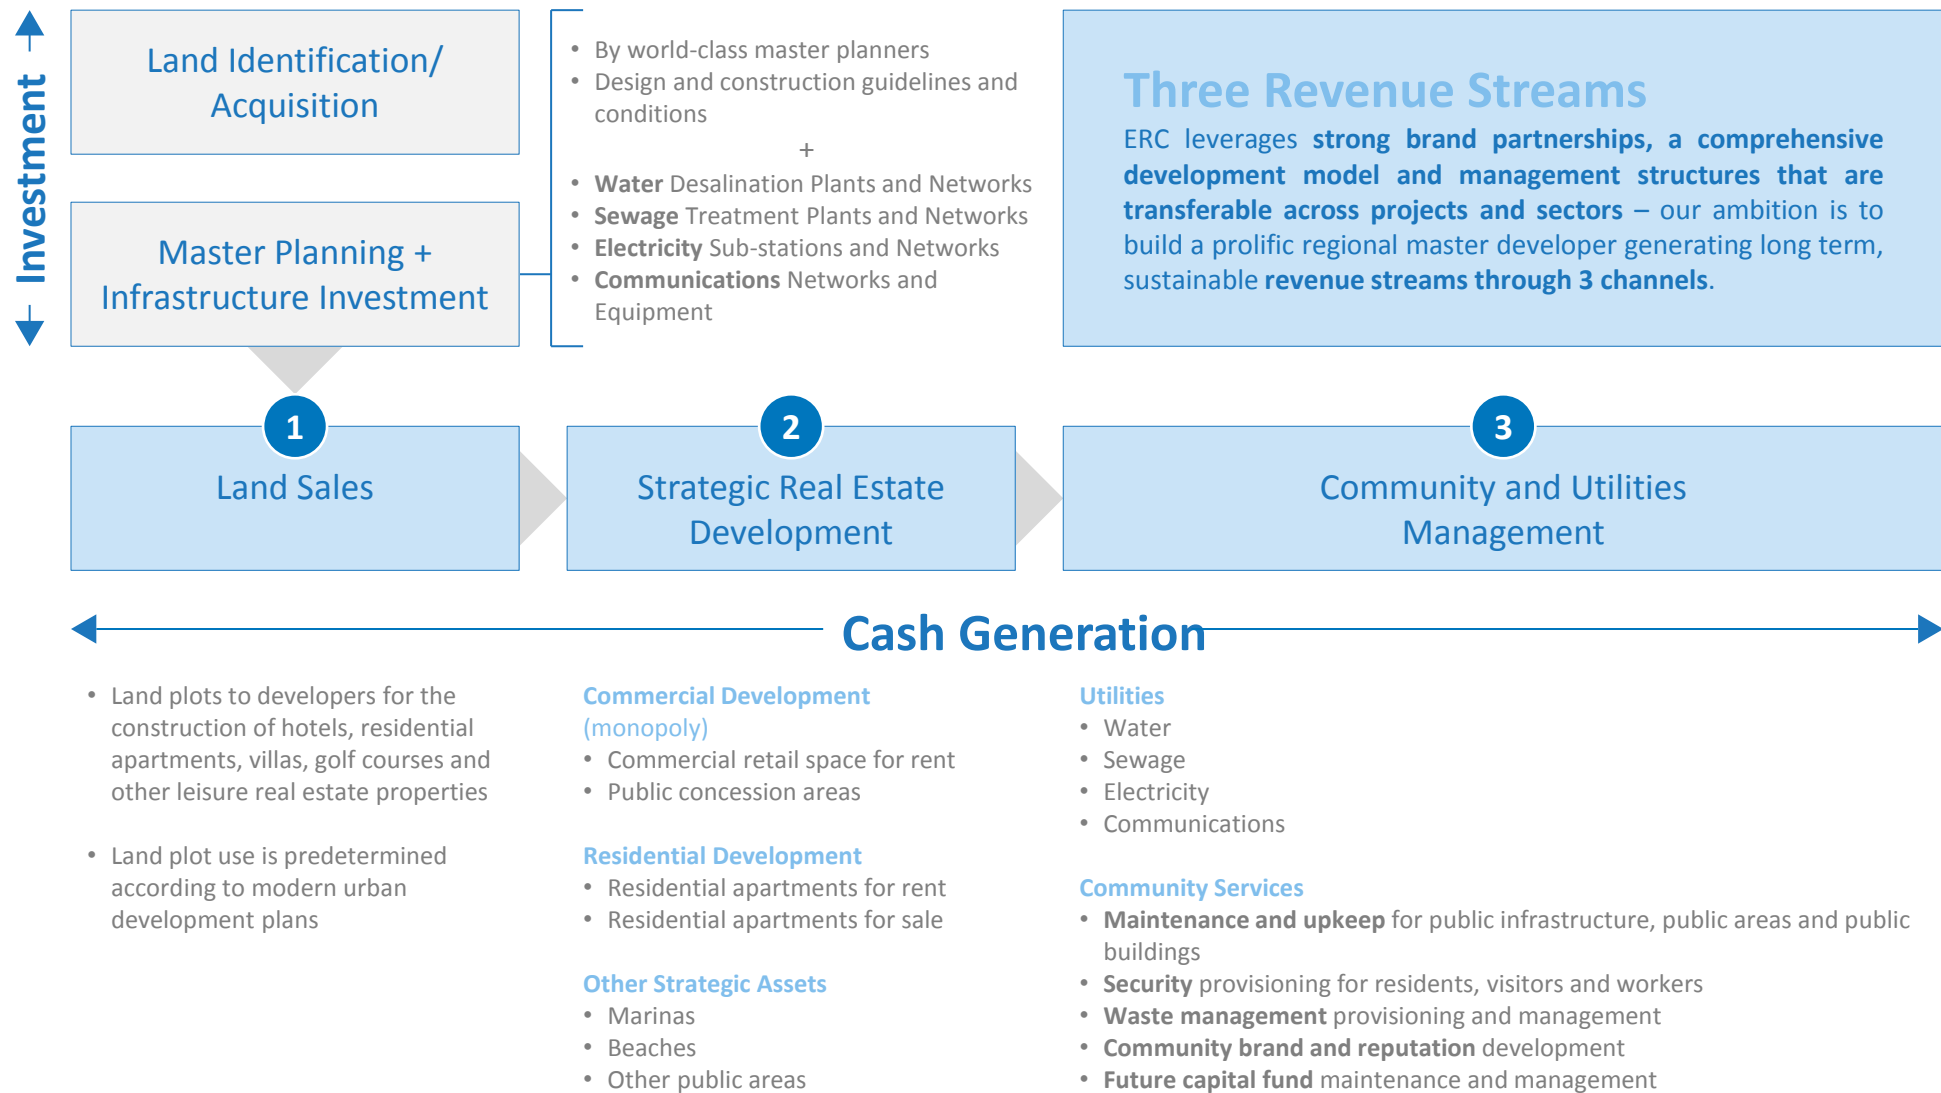 Investment
Land Identification/
Acquisition
Master Planning +
Infrastructure Investment
• By world-class master planners
• Design and construction guidelines and
conditions
+
• Water Desalination Plants and Networks
• Sewage Treatment Plants and Networks
• Electricity Sub-stations and Networks
• Communications Networks and
Equipment
Three Revenue Streams
ERC leverages strong brand partnerships, a comprehensive
development model and management structures that are
transferable across projects and sectors – our ambition is to
build a prolific regional master developer generating long term,
sustainable revenue streams through 3 channels.
1
Land Sales
2
Strategic Real Estate
Development
3
Community and Utilities
Management
Cash Generation
• Land plots to developers for the
construction of hotels, residential
apartments, villas, golf courses and
other leisure real estate properties
• Land plot use is predetermined
according to modern urban
development plans
Commercial Development
(monopoly)
• Commercial retail space for rent
• Public concession areas
Residential Development
• Residential apartments for rent
• Residential apartments for sale
Other Strategic Assets
• Marinas
• Beaches
• Other public areas
Utilities
• Water
• Sewage
• Electricity
• Communications
Community Services
• Maintenance and upkeep for public infrastructure, public areas and public
buildings
• Security provisioning for residents, visitors and workers
• Waste management provisioning and management
• Community brand and reputation development
• Future capital fund maintenance and management